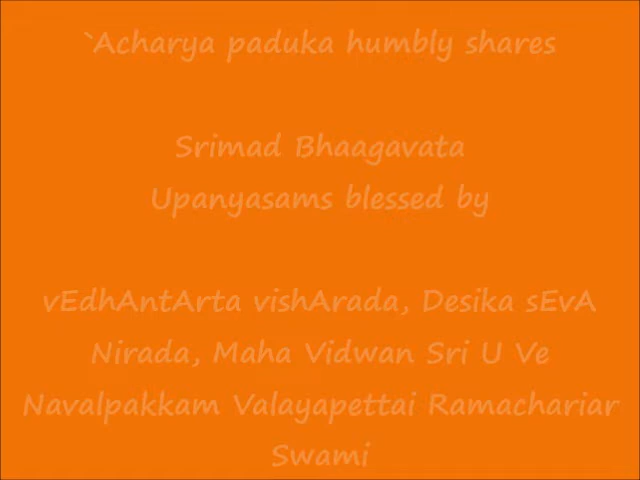 `Acharya paduka humbly shares
Srimad Bhaagavata
Upanyasams blessed by
vEdhAntArta vishArada, Desika sEvA
Nirada, Maha Vidwan Sri U Ve
Navalpakkam Valayapettai Ramachariar
Swami